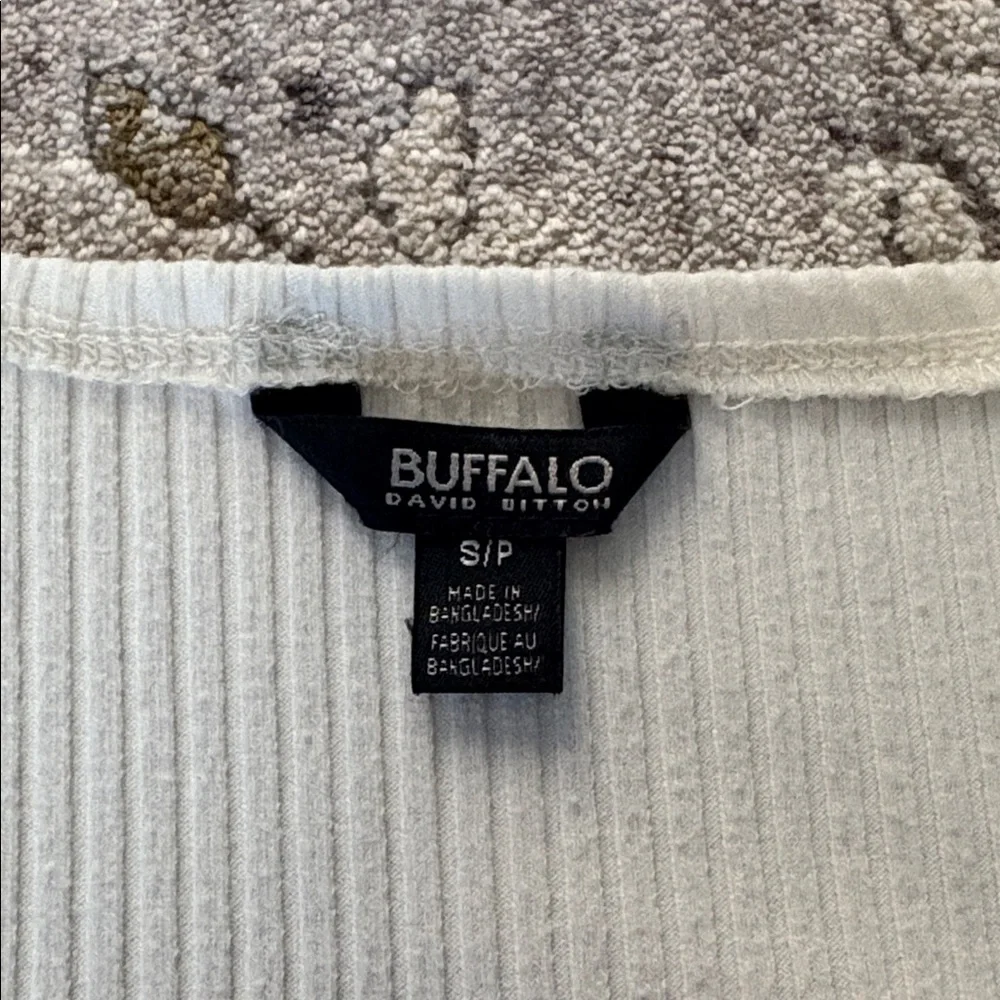 BUFFALO
DAVID BITTON
S/P
MADE IN
BANGLADESH/
FABRIQUE AU
BANGLADESH/